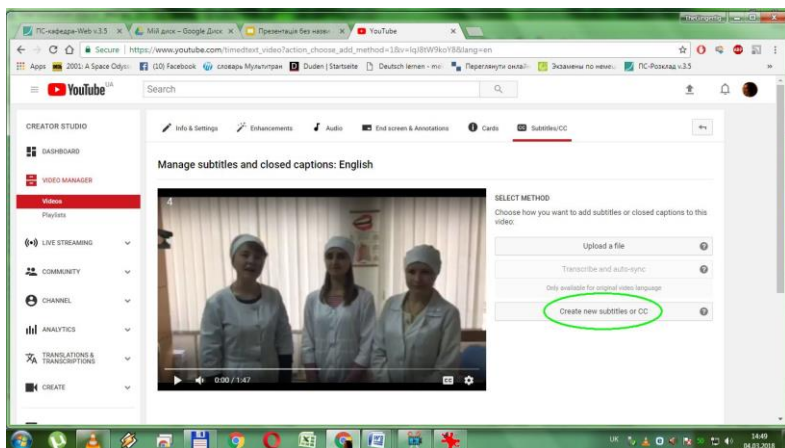 ПС-кафедра-Web v.3.5
Мій диск – Google Диск
Презентація без назви
YouTube
Secure
https://www.youtube.com/timedtext_video?action_choose_add_method=1&v=
&lang=en
Apps
2001: A Space Odyss
(10) Facebook
словарь Мультитран
Duden | Startseite
Deutsch lernen
Переглянути онлай
Экзамены по неме
ПС-Розклад v.3.5
YouTube UA
Search
CREATOR STUDIO
DASHBOARD
VIDEO MANAGER
Videos
Playlists
LIVE STREAMING
COMMUNITY
CHANNEL
ANALYTICS
TRANSLATIONS &
TRANSCRIPTIONS
CREATE
Info & Settings
Enhancements
Audio
End screen & Annotations
Cards
CC
Subtitles/CC
Manage subtitles and closed captions: English
4
0:00 / 1:47
SELECT METHOD
Choose how you want to add subtitles or closed captions to this
video:
Upload a file
Transcribe and auto-sync
Only available for original video language
Create new subtitles or CC
UK
14:49
04.03.2018